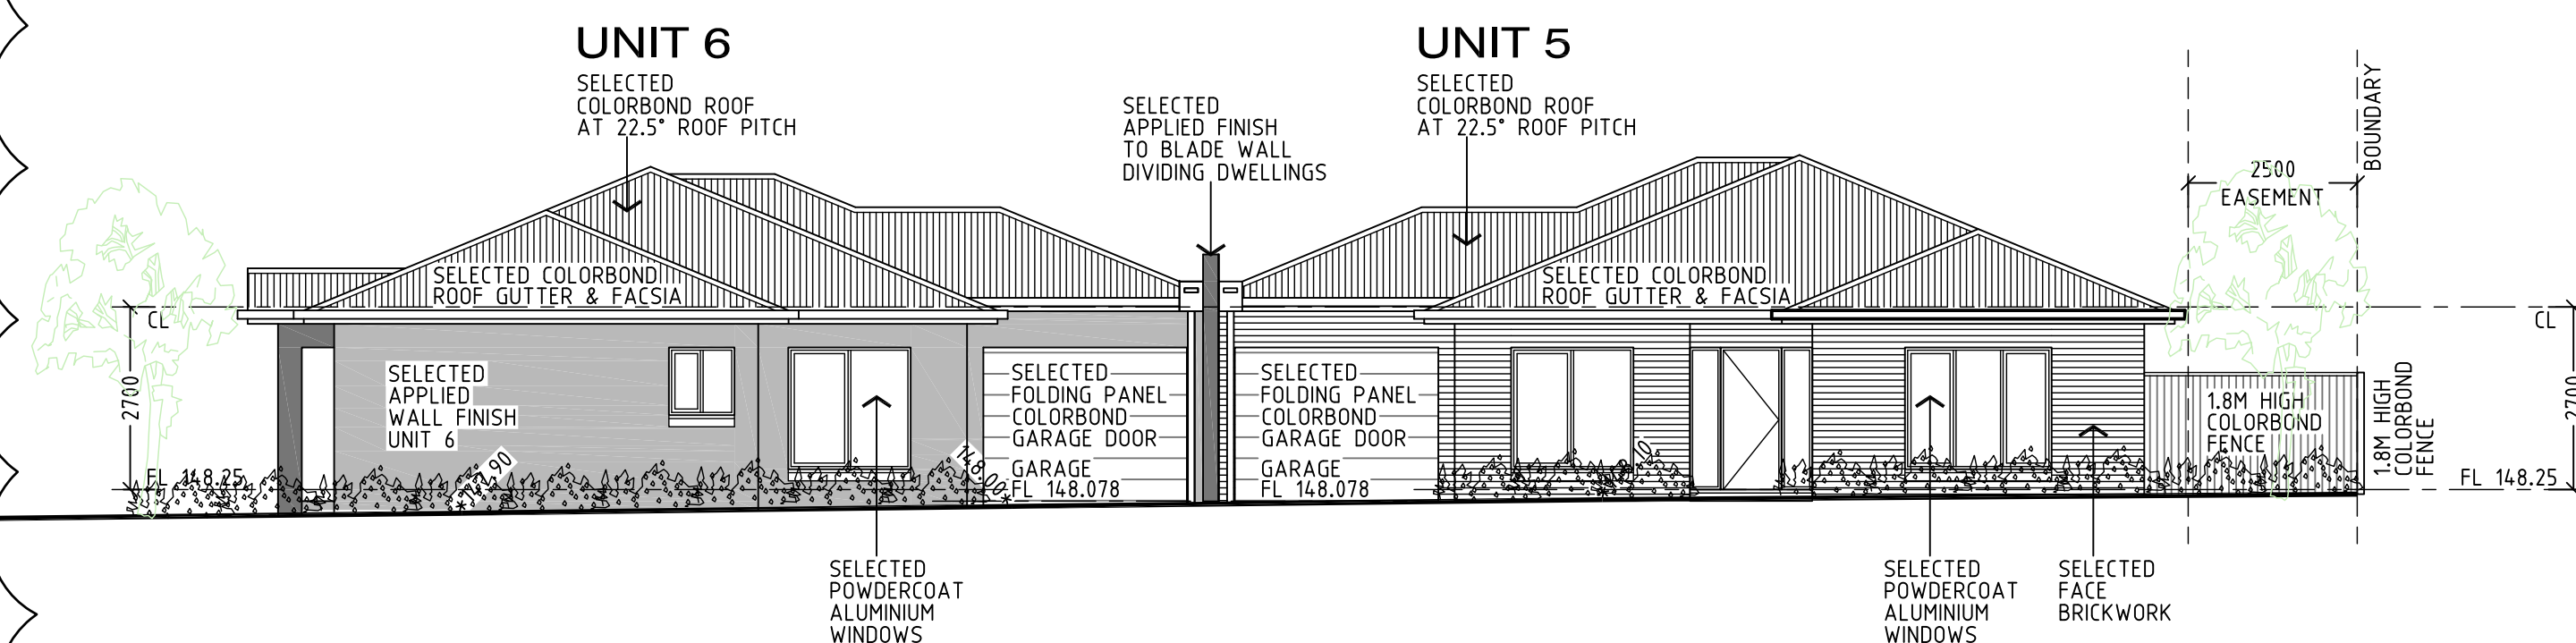 UNIT 6
SELECTED
COLORBOND ROOF
AT 22.5° ROOF PITCH
SELECTED
APPLIED FINISH
TO BLADE WALL
DIVIDING DWELLINGS
UNIT 5
SELECTED
COLORBOND ROOF
AT 22.5° ROOF PITCH
2500
EASEMENT
BOUNDARY
SELECTED COLORBOND
ROOF GUTTER & FACSIA
SELECTED COLORBOND
ROOF GUTTER & FACSIA
CL
CL
2700
2700
SELECTED
APPLIED
WALL FINISH
UNIT 6
SELECTED
FOLDING PANEL
COLORBOND
GARAGE DOOR
GARAGE
FL 148.078
SELECTED
FOLDING PANEL
COLORBOND
GARAGE DOOR
GARAGE
FL 148.078
1.8M HIGH
COLORBOND
FENCE
1.8M HIGH
COLORBOND
FENCE
FL 148.25
148.00*
FL 148.25
SELECTED
POWDERCOAT
ALUMINIUM
WINDOWS
SELECTED
POWDERCOAT
ALUMINIUM
WINDOWS
SELECTED
FACE
BRICKWORK